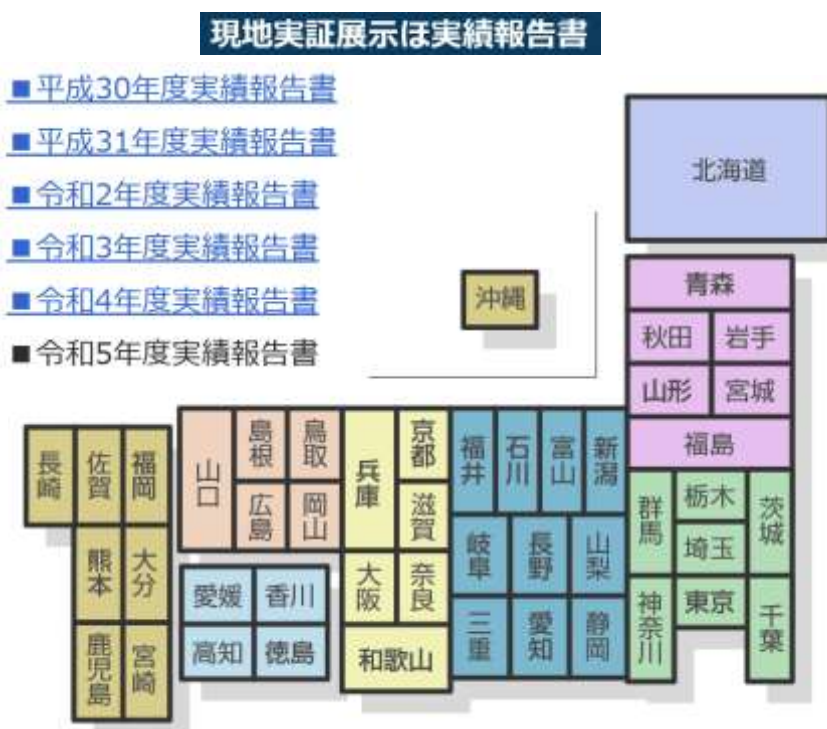 現地実証展示ほ実績報告書
■平成30年度実績報告書
■平成31年度実績報告書
■令和2年度実績報告書
■令和3年度実績報告書
■令和4年度実績報告書
■令和5年度実績報告書
北海道
沖縄
青森
秋田
岩手
山形
宮城
福島
長崎
佐賀
福岡
熊本
大分
鹿児島
宮崎
山口
島根
鳥取
広島
岡山
愛媛
香川
高知
徳島
兵庫
京都
滋賀
大阪
奈良
和歌山
福井
石川
富山
新潟
岐阜
長野
山梨
三重
愛知
静岡
群馬
栃木
茨城
埼玉
神奈川
東京
千葉